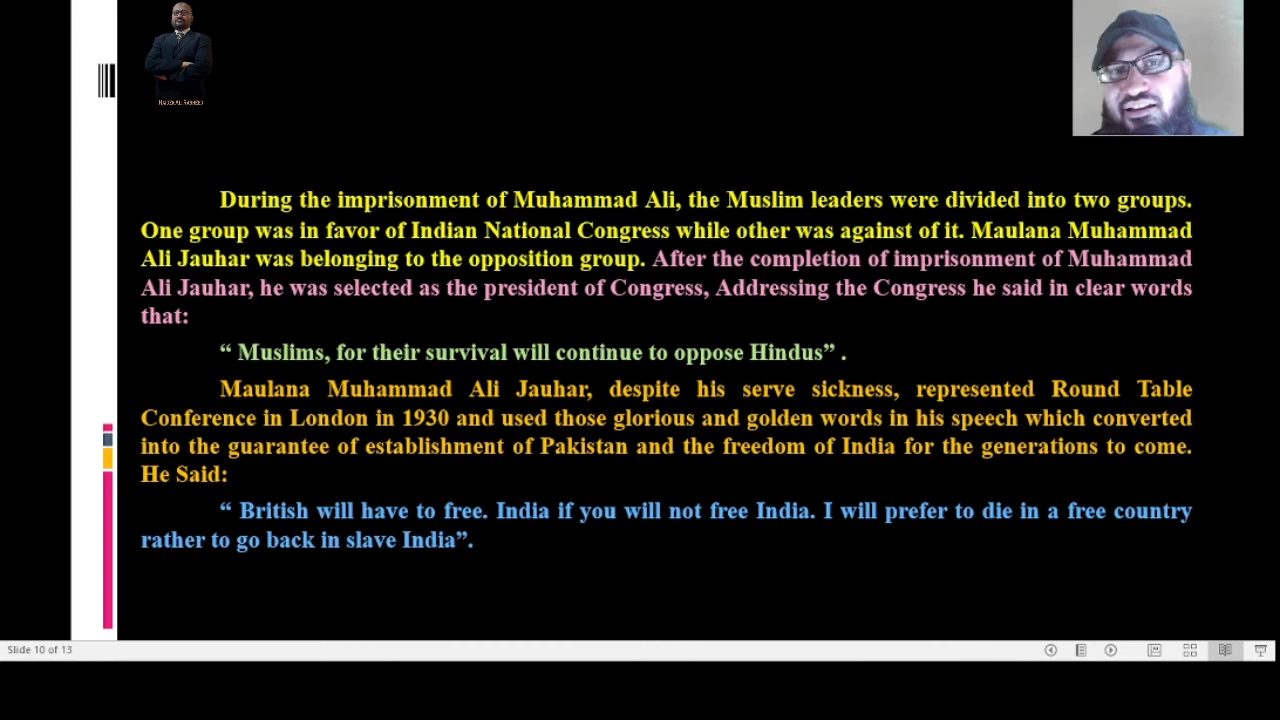 During the imprisonment of Muhammad Ali, the Muslim leaders were divided into two groups.
One group was in favor of Indian National Congress while other was against of it. Maulana Muhammad
Ali Jauhar was belonging to the opposition group. After the completion of imprisonment of Muhammad
Ali Jauhar, he was selected as the president of Congress, Addressing the Congress he said in clear words
that:
“ Muslims, for their survival will continue to oppose Hindus” .
Maulana Muhammad Ali Jauhar, despite his serve sickness, represented Round Table
Conference in London in 1930 and used those glorious and golden words in his speech which converted
into the guarantee of establishment of Pakistan and the freedom of India for the generations to come.
He Said:
“ British will have to free. India if you will not free India. I will prefer to die in a free country
rather to go back in slave India”.
Slide 10 of 13